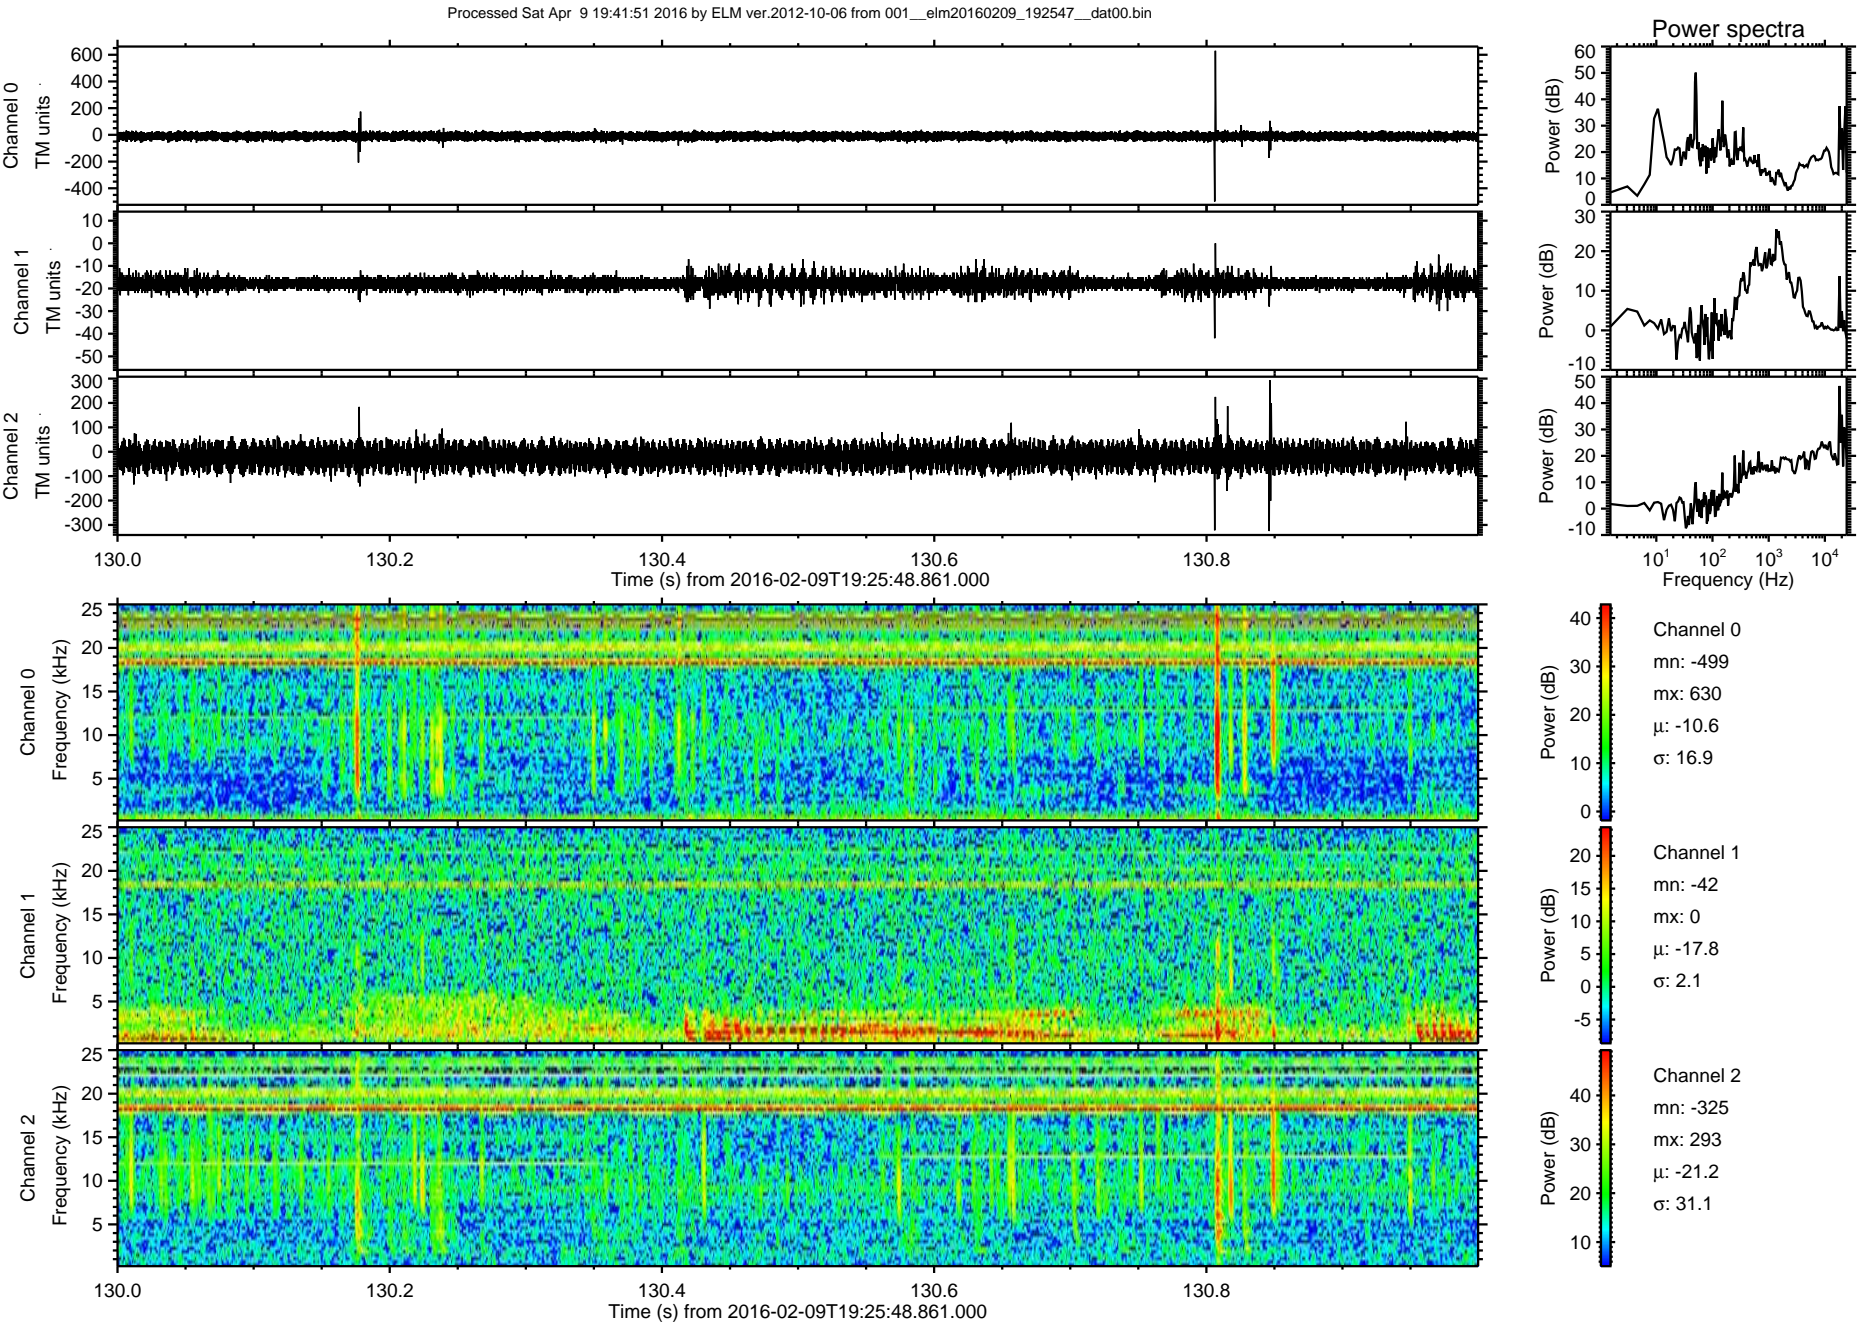 Processed Sat Apr  9 19:41:51 2016 by ELM ver.2012-10-06 from 001__elm20160209_192547__dat00.bin
Power spectra
Channel 0
TM units
600
400
200
0
-200
-400
Power (dB)
60
50
40
30
20
10
0
Channel 1
TM units
10
0
-10
-20
-30
-40
-50
Power (dB)
30
20
10
0
-10
Channel 2
TM units
300
200
100
0
-100
-200
-300
Power (dB)
50
40
30
20
10
0
-10
130.0 130.2 130.4 130.6 130.8
Time (s) from 2016-02-09T19:25:48.861.000
10¹ 10² 10³ 10⁴
Frequency (Hz)
Channel 0
Frequency (kHz)
25
20
15
10
5
Power (dB)
40
30
20
10
0
Channel 0
mn: -499
mx: 630
μ: -10.6
σ: 16.9
Channel 1
Frequency (kHz)
25
20
15
10
5
Power (dB)
20
15
10
5
0
-5
Channel 1
mn: -42
mx: 0
μ: -17.8
σ: 2.1
Channel 2
Frequency (kHz)
25
20
15
10
5
Power (dB)
40
30
20
10
Channel 2
mn: -325
mx: 293
μ: -21.2
σ: 31.1
130.0 130.2 130.4 130.6 130.8
Time (s) from 2016-02-09T19:25:48.861.000